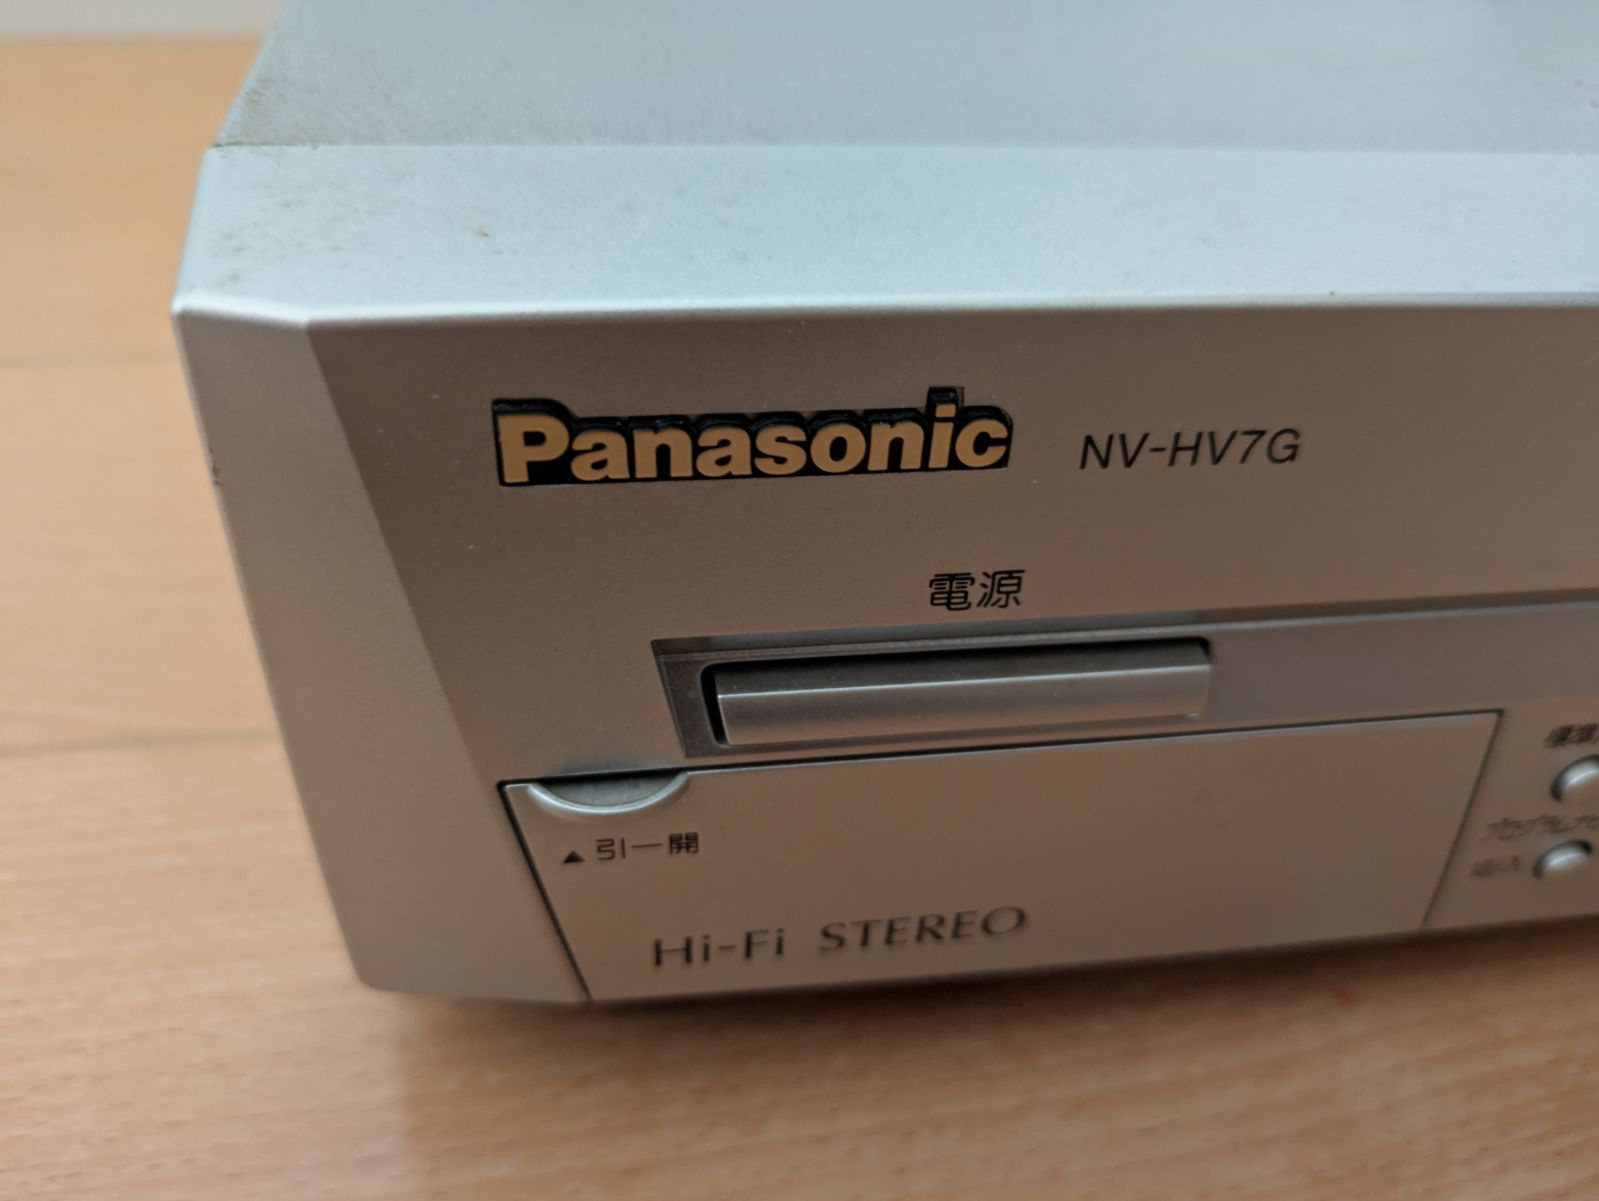 Panasonic NV-HV7G
電源
▲引一開
Hi-Fi STEREO